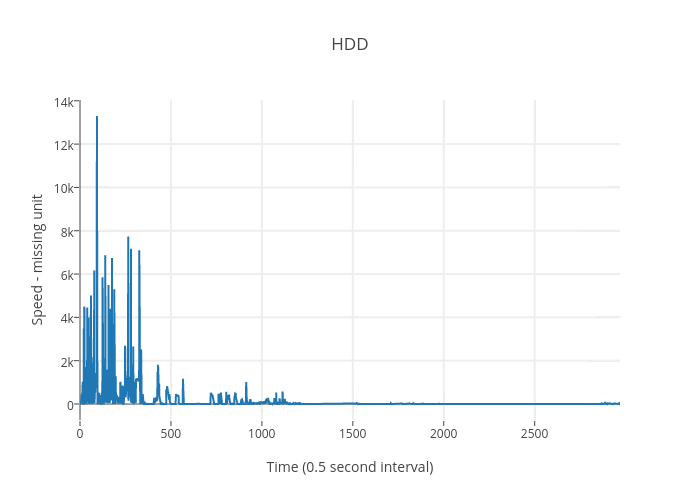 HDD
14k
12k
10k
8k
6k
4k
2k
0
Speed - missing unit
0 500 1000 1500 2000 2500
Time (0.5 second interval)